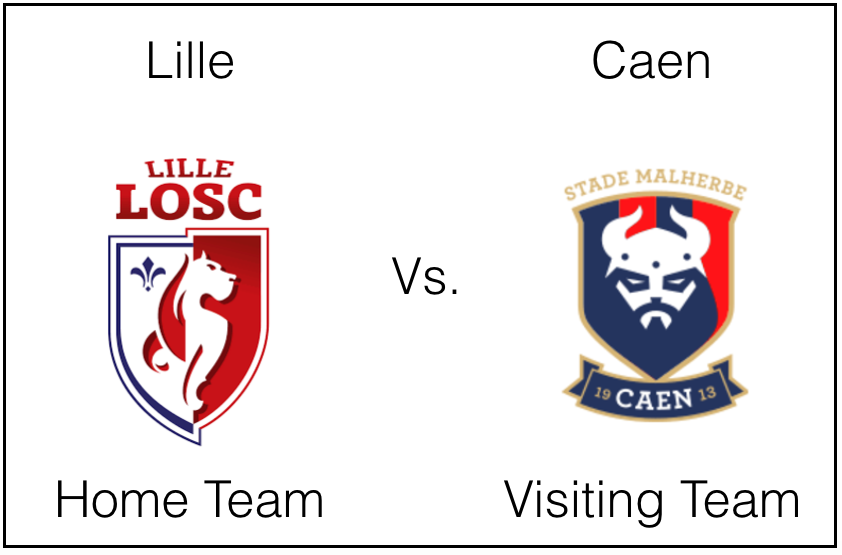 Lille
Caen
LILLE
LOSC
STADE MALHERBE
Vs.
19 CAEN 13
Home Team
Visiting Team